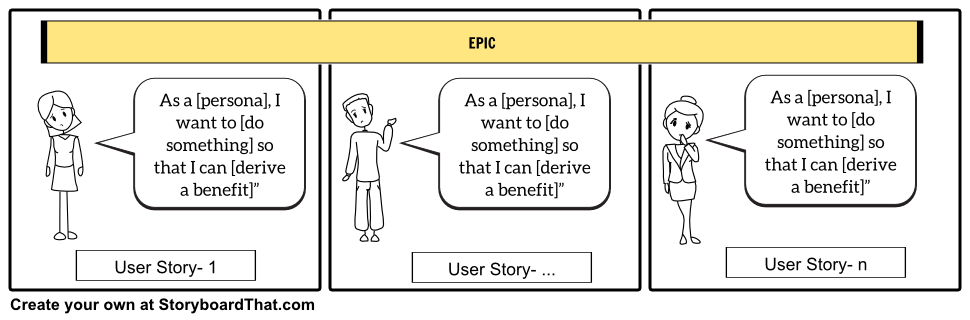 EPIC
As a [persona], I
want to [do
something] so
that I can [derive
a benefit]”
As a [persona], I
want to [do
something] so
that I can [derive
a benefit]”
As a [persona], I
want to [do
something] so
that I can [derive
a benefit]”
User Story- 1
User Story- ...
User Story- n
Create your own at StoryboardThat.com